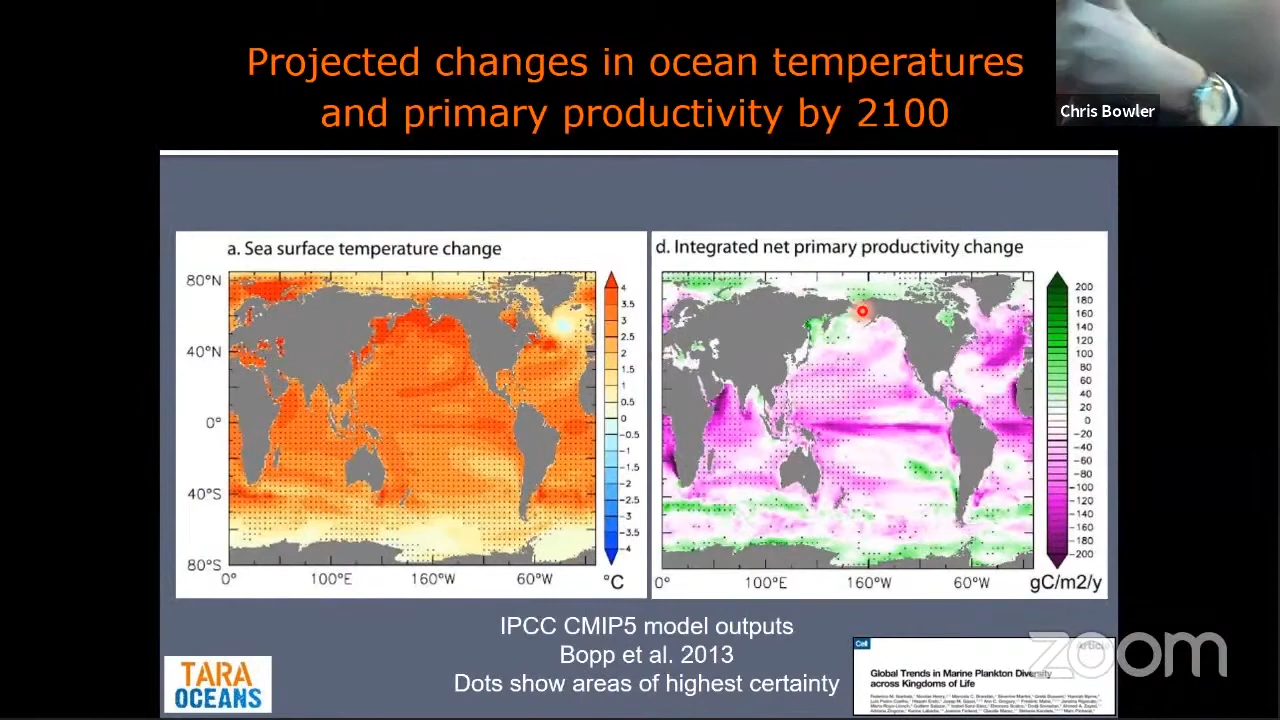 Projected changes in ocean temperatures
and primary productivity by 2100
Chris Bowler
a. Sea surface temperature change
80°N
40°N
0°
40°S
80°S
0°
100°E
160°W
60°W
°C
4
3.5
3
2.5
2
1.5
1
0.5
0
−0.5
−1
−1.5
−2
−2.5
−3
−3.5
−4
d. Integrated net primary productivity change
0°
100°E
160°W
60°W
gC/m2/y
200
180
160
140
120
100
80
60
40
20
0
−20
−40
−60
−80
−100
−120
−140
−160
−180
−200
IPCC CMIP5 model outputs
Bopp et al. 2013
Dots show areas of highest certainty
TARA
OCEANS
Cell
Global Trends in Marine Plankton Diversity
across Kingdoms of Life
zoom